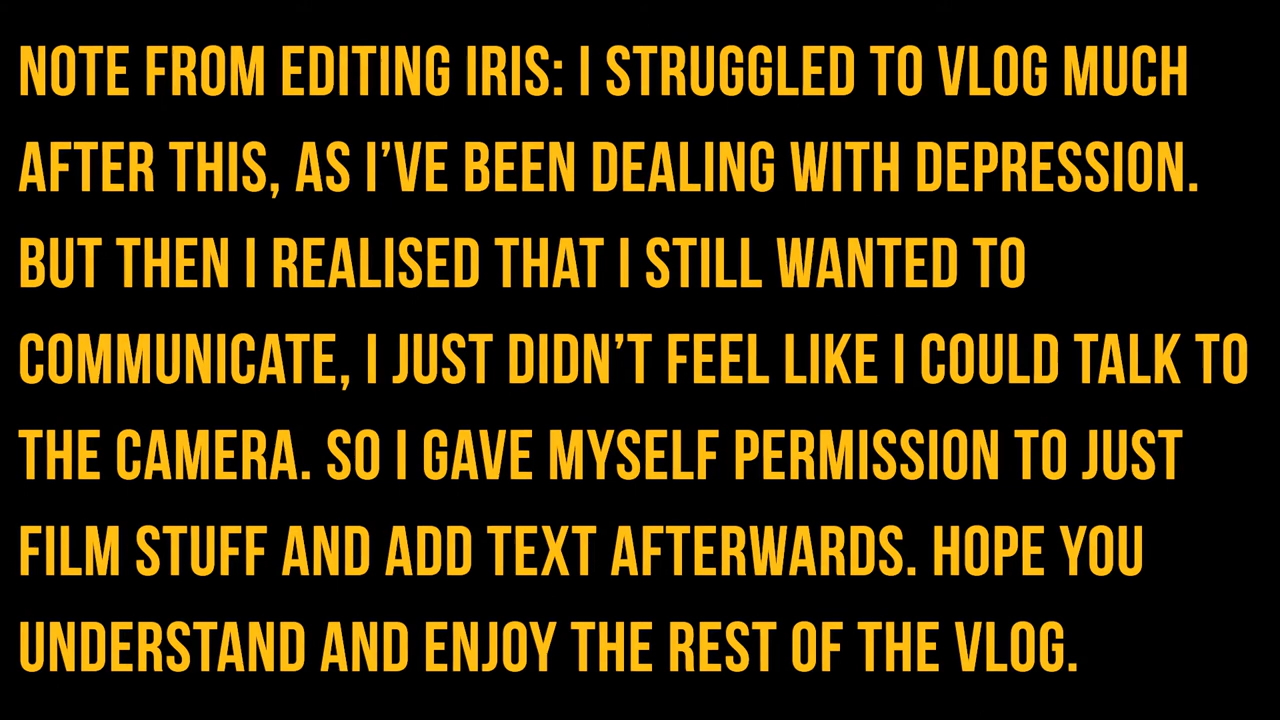 NOTE FROM EDITING IRIS: I STRUGGLED TO VLOG MUCH
AFTER THIS, AS I’VE BEEN DEALING WITH DEPRESSION.
BUT THEN I REALISED THAT I STILL WANTED TO
COMMUNICATE, I JUST DIDN’T FEEL LIKE I COULD TALK TO
THE CAMERA. SO I GAVE MYSELF PERMISSION TO JUST
FILM STUFF AND ADD TEXT AFTERWARDS. HOPE YOU
UNDERSTAND AND ENJOY THE REST OF THE VLOG.